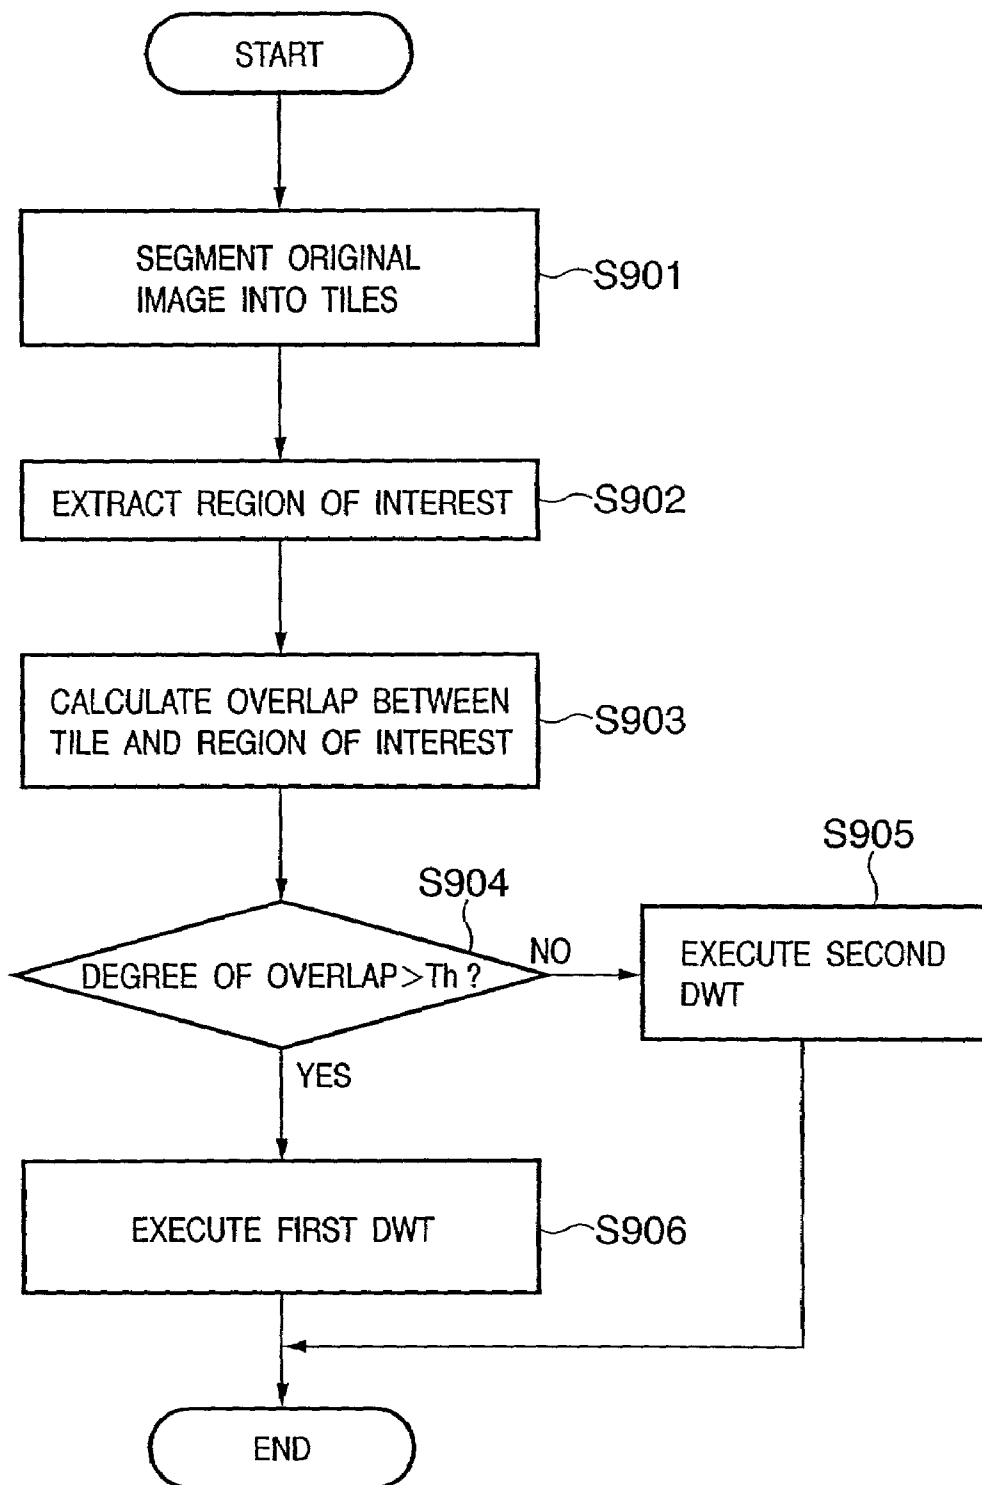 START
SEGMENT ORIGINAL
IMAGE INTO TILES
S901
EXTRACT REGION OF INTEREST
S902
CALCULATE OVERLAP BETWEEN
TILE AND REGION OF INTEREST
S903
S904
DEGREE OF OVERLAP>Th?
NO
S905
EXECUTE SECOND
DWT
YES
EXECUTE FIRST DWT
S906
END